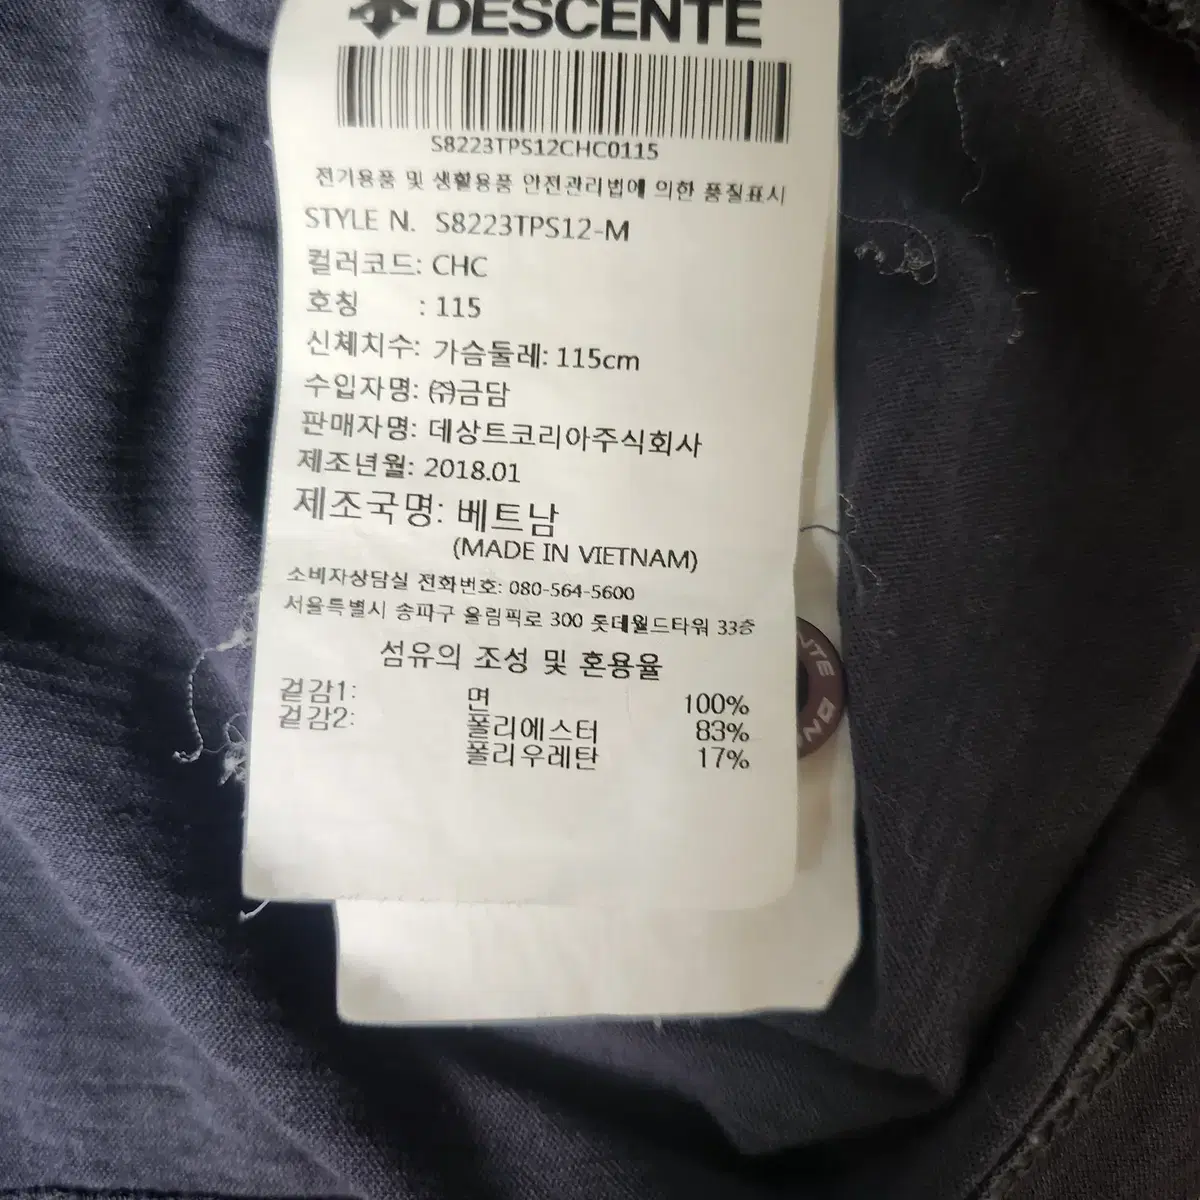 DESCENTE
S8223TPS12CHC0115
전기용품 및 생활용품 안전관리법에 의한 품질표시
STYLE N. S8223TPS12-M
컬러코드: CHC
호칭 : 115
신체치수: 가슴둘레: 115cm
수입자명: ㈜금담
판매자명: 데상트코리아주식회사
제조년월: 2018.01
제조국명: 베트남
(MADE IN VIETNAM)
소비자상담실 전화번호: 080-564-5600
서울특별시 송파구 올림픽로 300 롯데월드타워 33층
섬유의 조성 및 혼용율
겉감1: 면 100%
겉감2: 폴리에스터 83%
폴리우레탄 17%